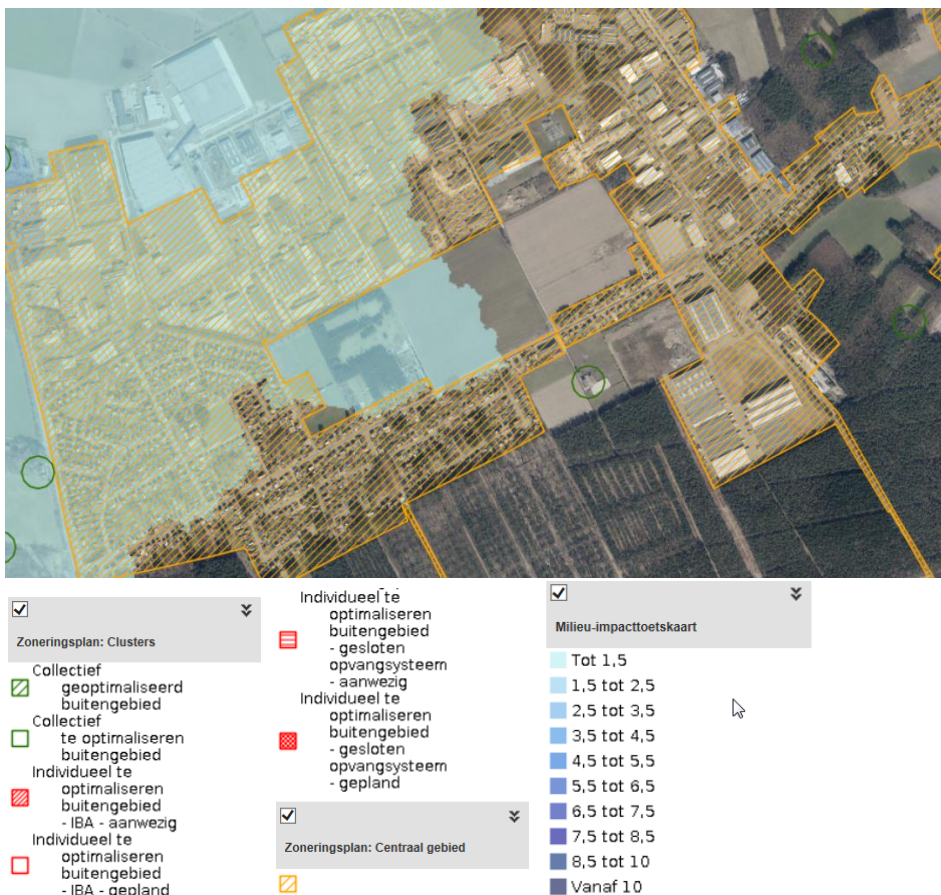 Zoneringsplan: Clusters
Collectief
geoptimaliseerd
buitengebied
Collectief
te optimaliseren
buitengebied
Individueel te
optimaliseren
buitengebied
- IBA - aanwezig
Individueel te
optimaliseren
buitengebied
- IBA - gepland
Individueel te
optimaliseren
buitengebied
- gesloten
opvangsysteem
- aanwezig
Individueel te
optimaliseren
buitengebied
- gesloten
opvangsysteem
- gepland
Zoneringsplan: Centraal gebied
Milieu-impacttoetskaart
Tot 1,5
1,5 tot 2,5
2,5 tot 3,5
3,5 tot 4,5
4,5 tot 5,5
5,5 tot 6,5
6,5 tot 7,5
7,5 tot 8,5
8,5 tot 10
Vanaf 10